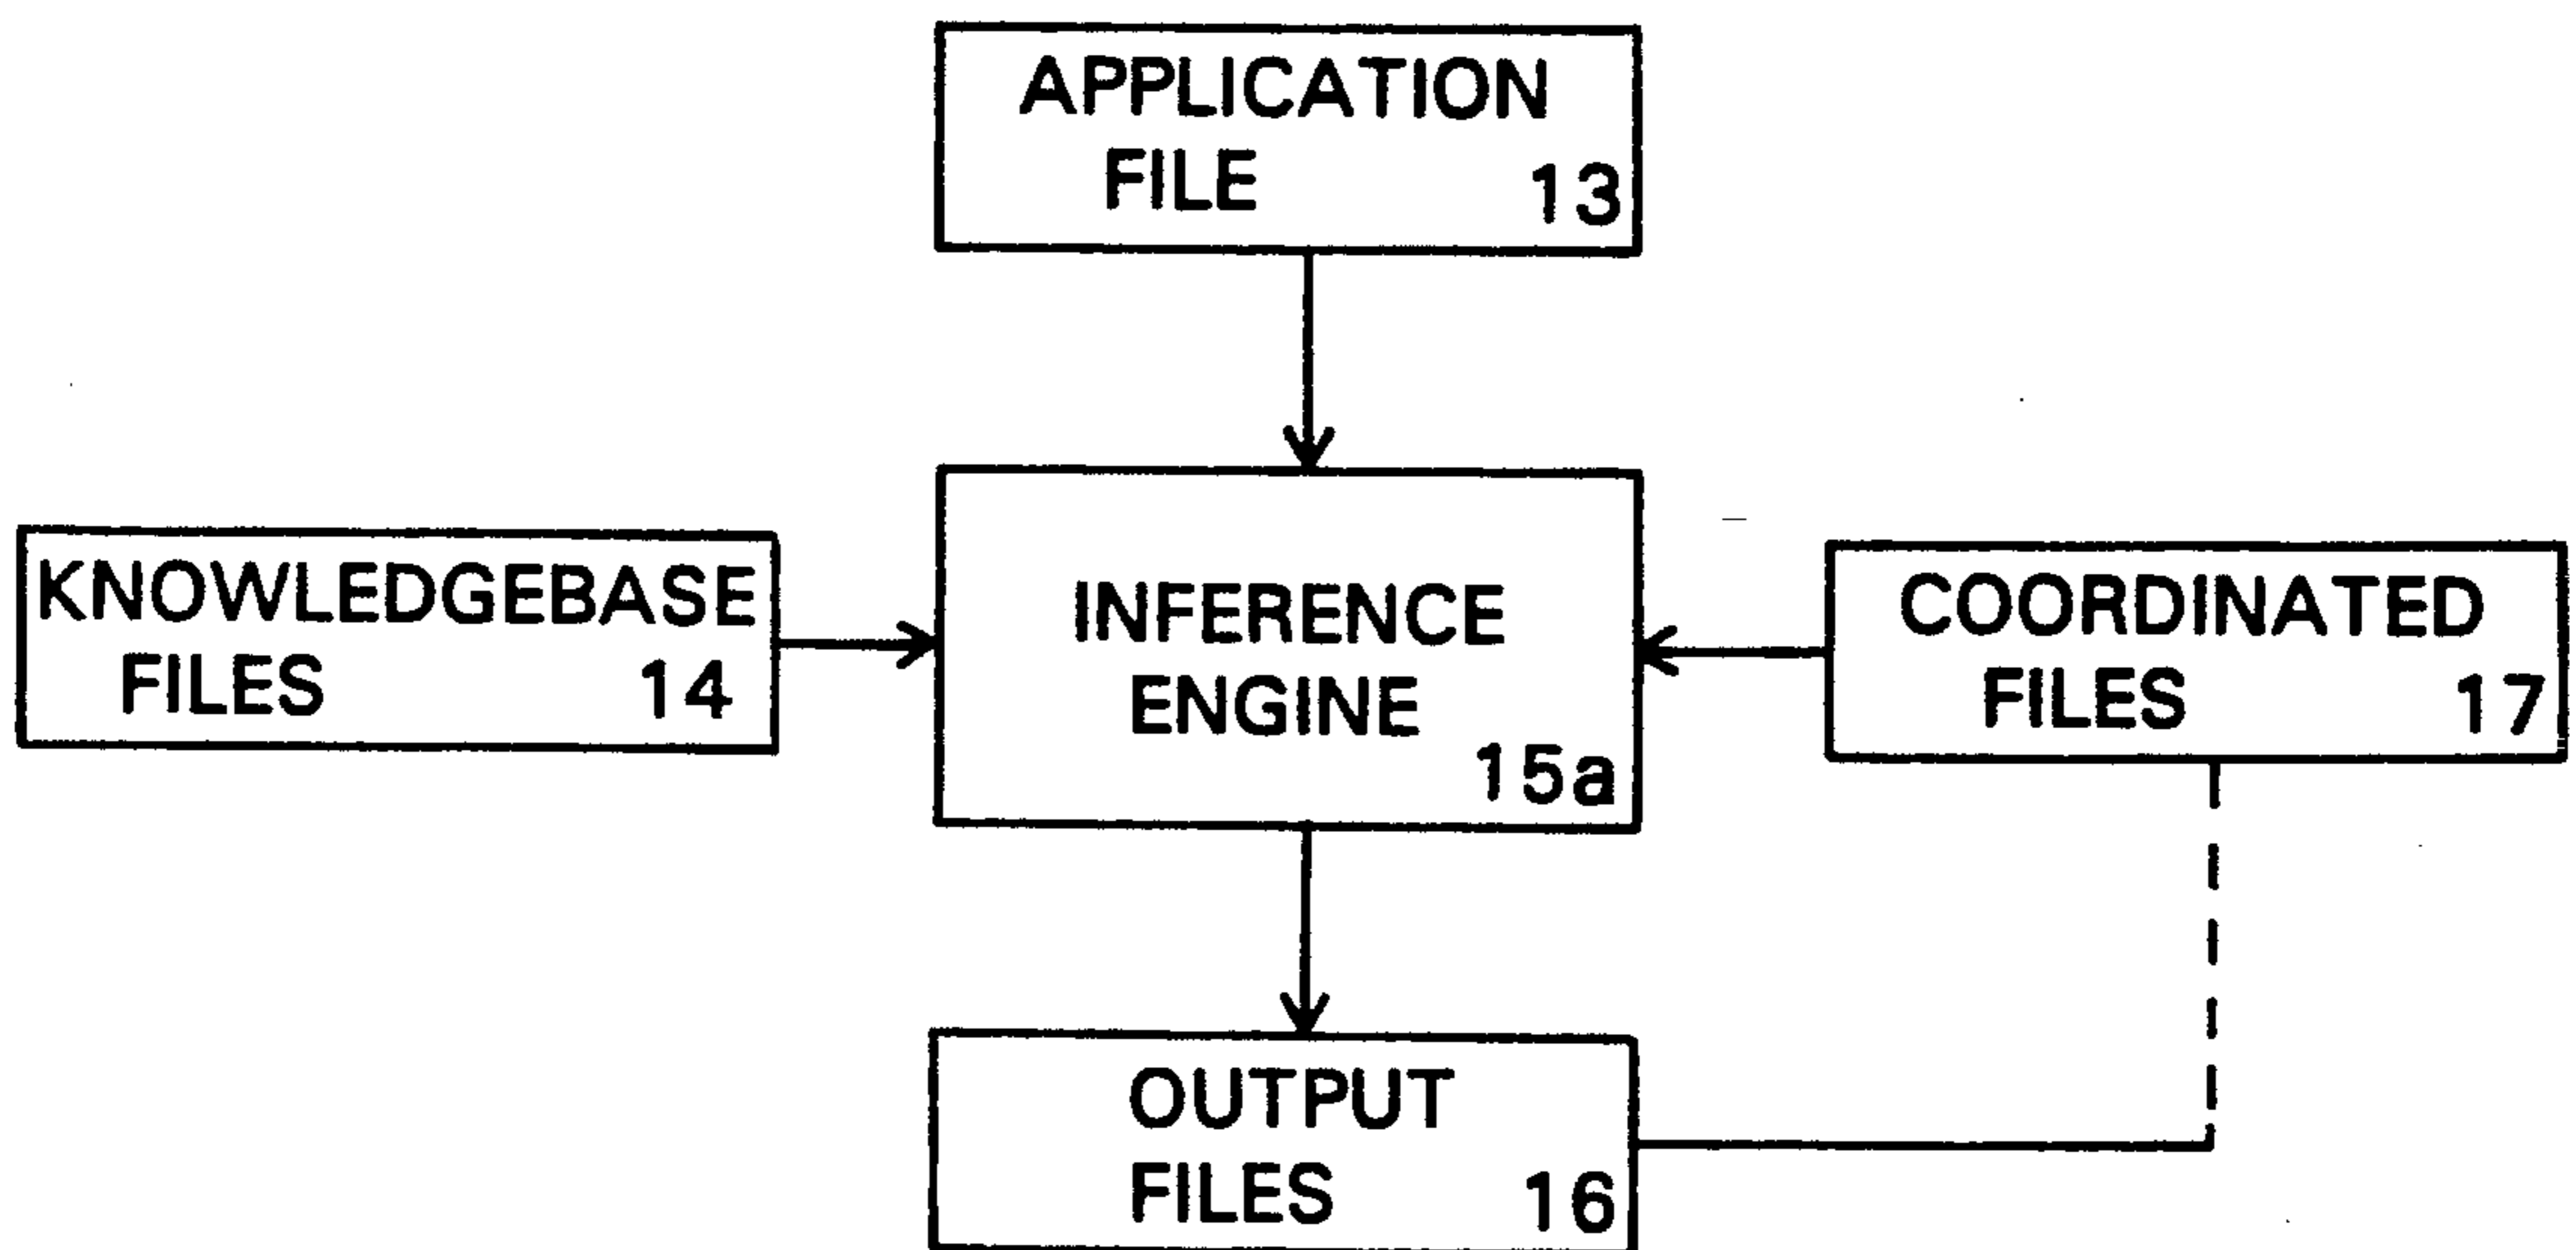 APPLICATION
FILE 13
KNOWLEDGEBASE
FILES 14
INFERENCE
ENGINE
15a
COORDINATED
FILES 17
OUTPUT
FILES 16